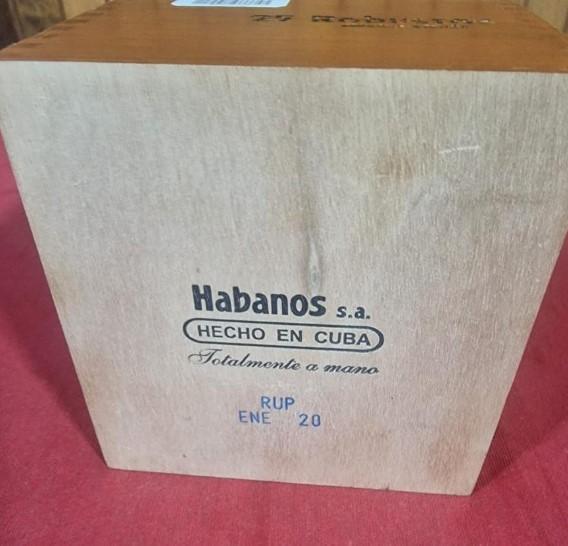 Habanos s.a.
HECHO EN CUBA
Totalmente a mano
RUP
ENE 20